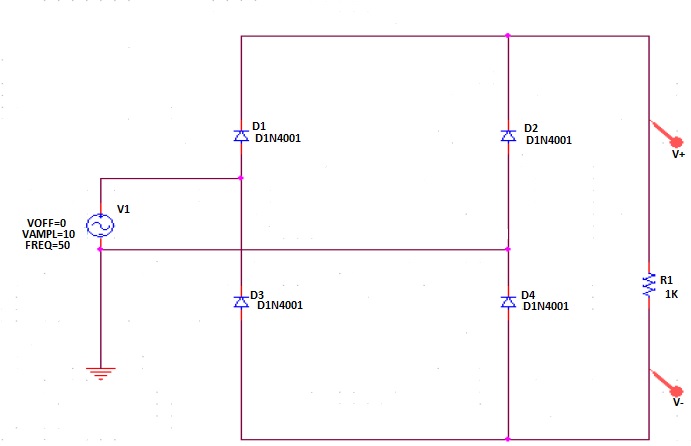 D1
D1N4001
D2
D1N4001
V+
V1
VOFF=0
VAMPL=10
FREQ=50
D3
D1N4001
D4
D1N4001
R1
1K
V-